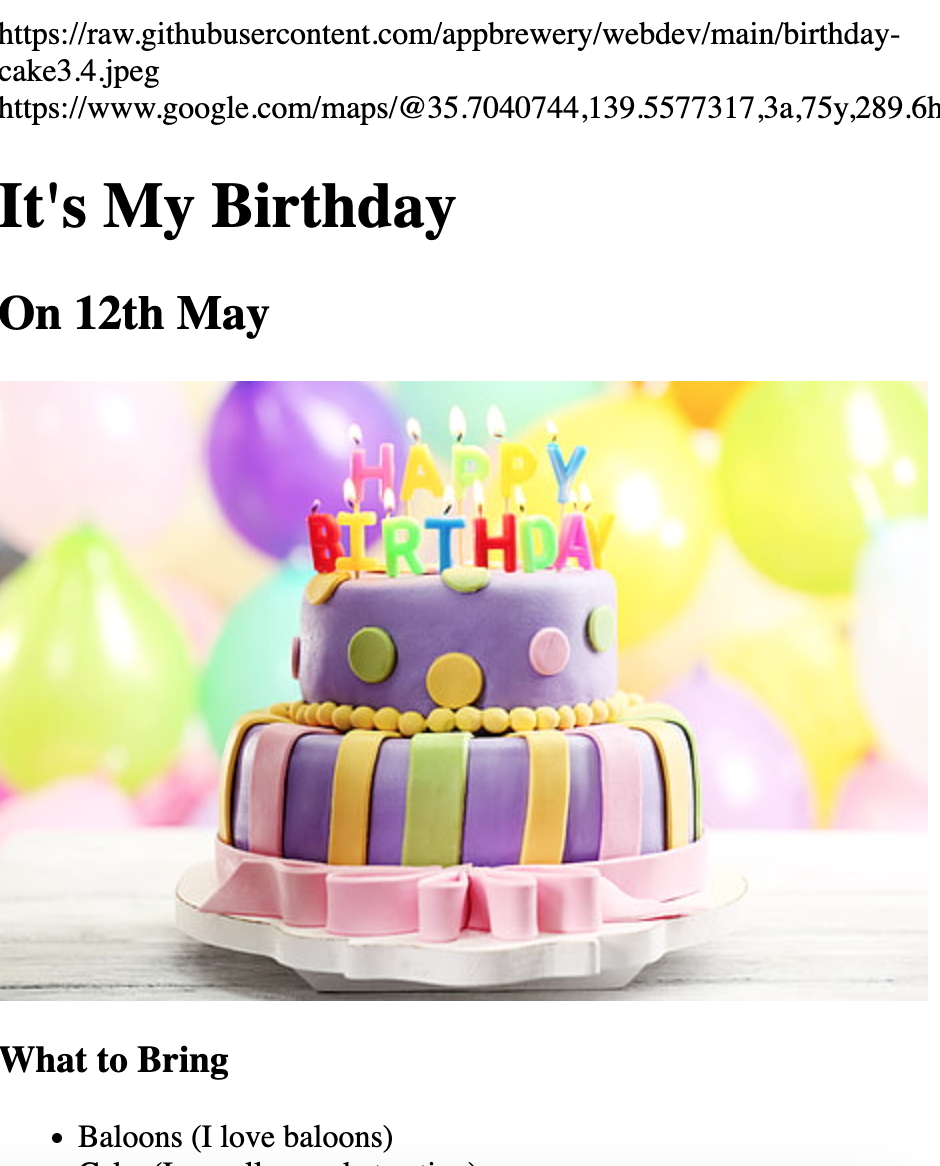 https://raw.githubusercontent.com/appbrewery/webdev/main/birthday-
cake3.4.jpeg
https://www.google.com/maps/@35.7040744,139.5577317,3a,75y,289.6h
It's My Birthday
On 12th May
HAPPY
BIRTHDAY
What to Bring
Baloons (I love baloons)